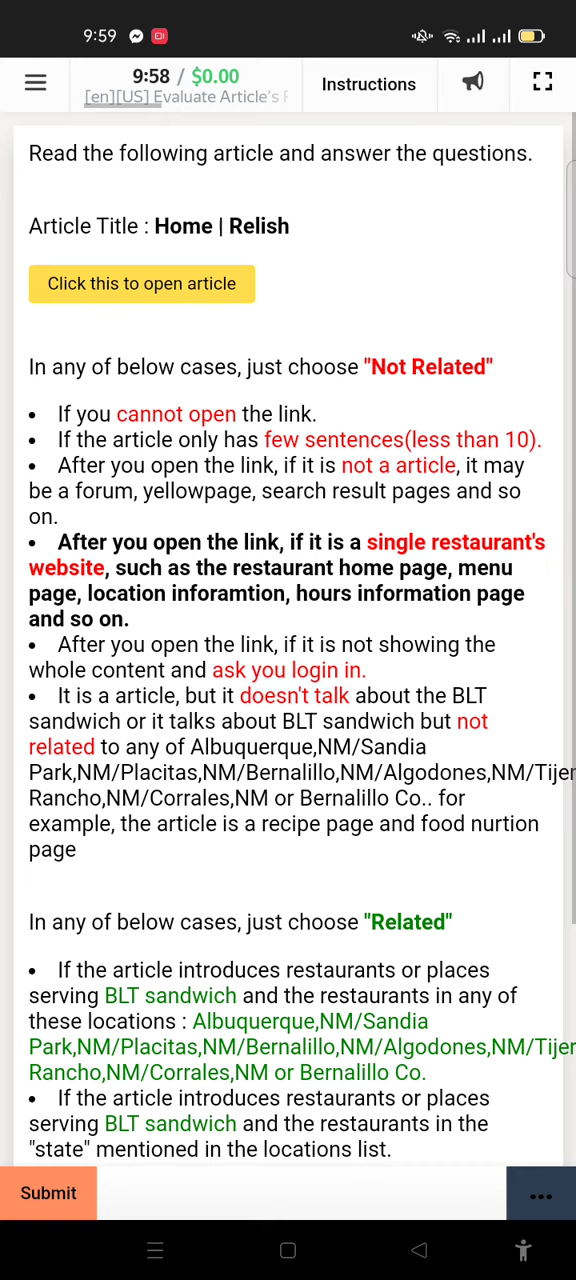 9:59
9:58 / $0.00
[en][US] Evaluate Article's
Instructions
Read the following article and answer the questions.
Article Title : Home | Relish
Click this to open article
In any of below cases, just choose "Not Related"
• If you cannot open the link.
• If the article only has few sentences(less than 10).
• After you open the link, if it is not a article, it may
be a forum, yellowpage, search result pages and so
on.
• After you open the link, if it is a single restaurant's
website, such as the restaurant home page, menu
page, location inforamtion, hours information page
and so on.
• After you open the link, if it is not showing the
whole content and ask you login in.
• It is a article, but it doesn't talk about the BLT
sandwich or it talks about BLT sandwich but not
related to any of Albuquerque,NM/Sandia
Park,NM/Placitas,NM/Bernalillo,NM/Algodones,NM/Tijer
Rancho,NM/Corrales,NM or Bernalillo Co.. for
example, the article is a recipe page and food nurtion
page
In any of below cases, just choose "Related"
• If the article introduces restaurants or places
serving BLT sandwich and the restaurants in any of
these locations : Albuquerque,NM/Sandia
Park,NM/Placitas,NM/Bernalillo,NM/Algodones,NM/Tijer
Rancho,NM/Corrales,NM or Bernalillo Co.
• If the article introduces restaurants or places
serving BLT sandwich and the restaurants in the
"state" mentioned in the locations list.
Submit
...